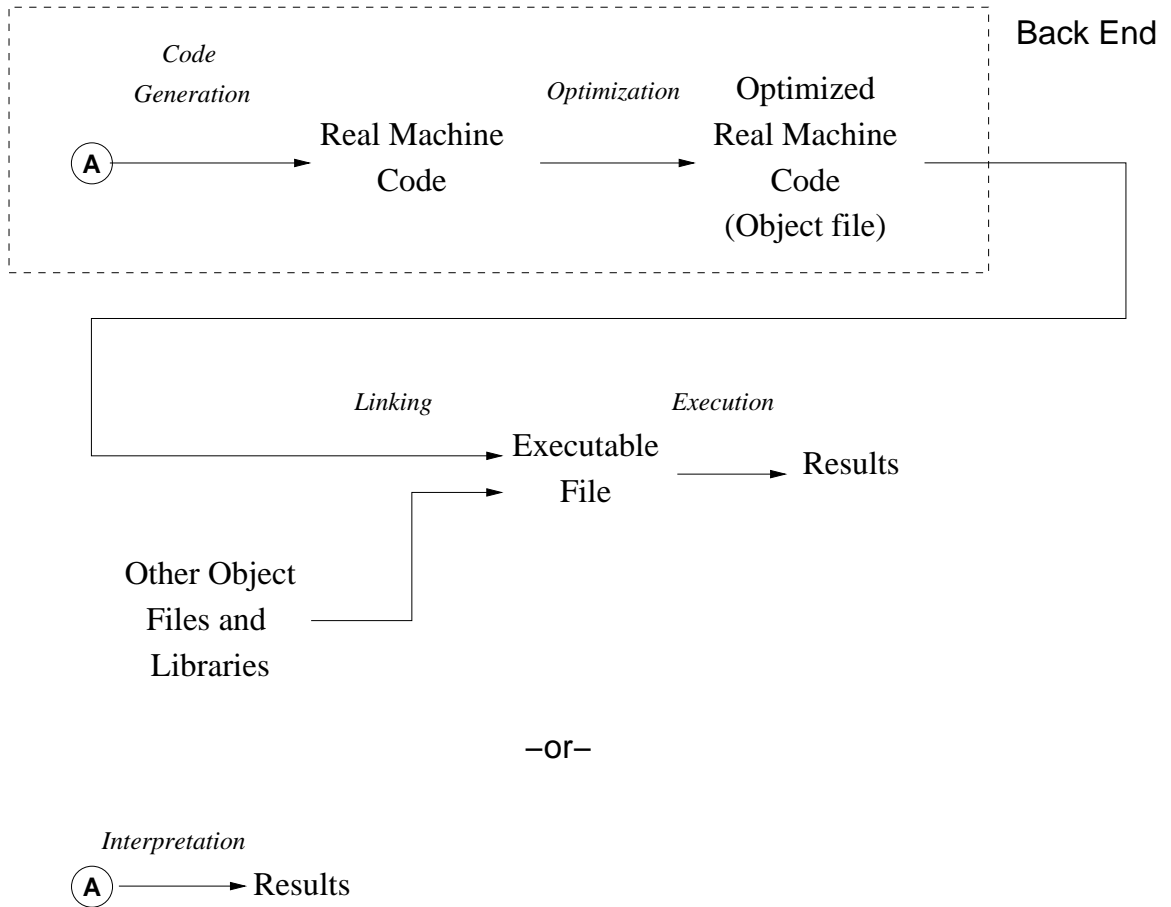 Back End
Code
Generation
Optimization
A
Real Machine
Code
Optimized
Real Machine
Code
(Object file)
Linking
Execution
Executable
File
Results
Other Object
Files and
Libraries
–or–
Interpretation
A
Results